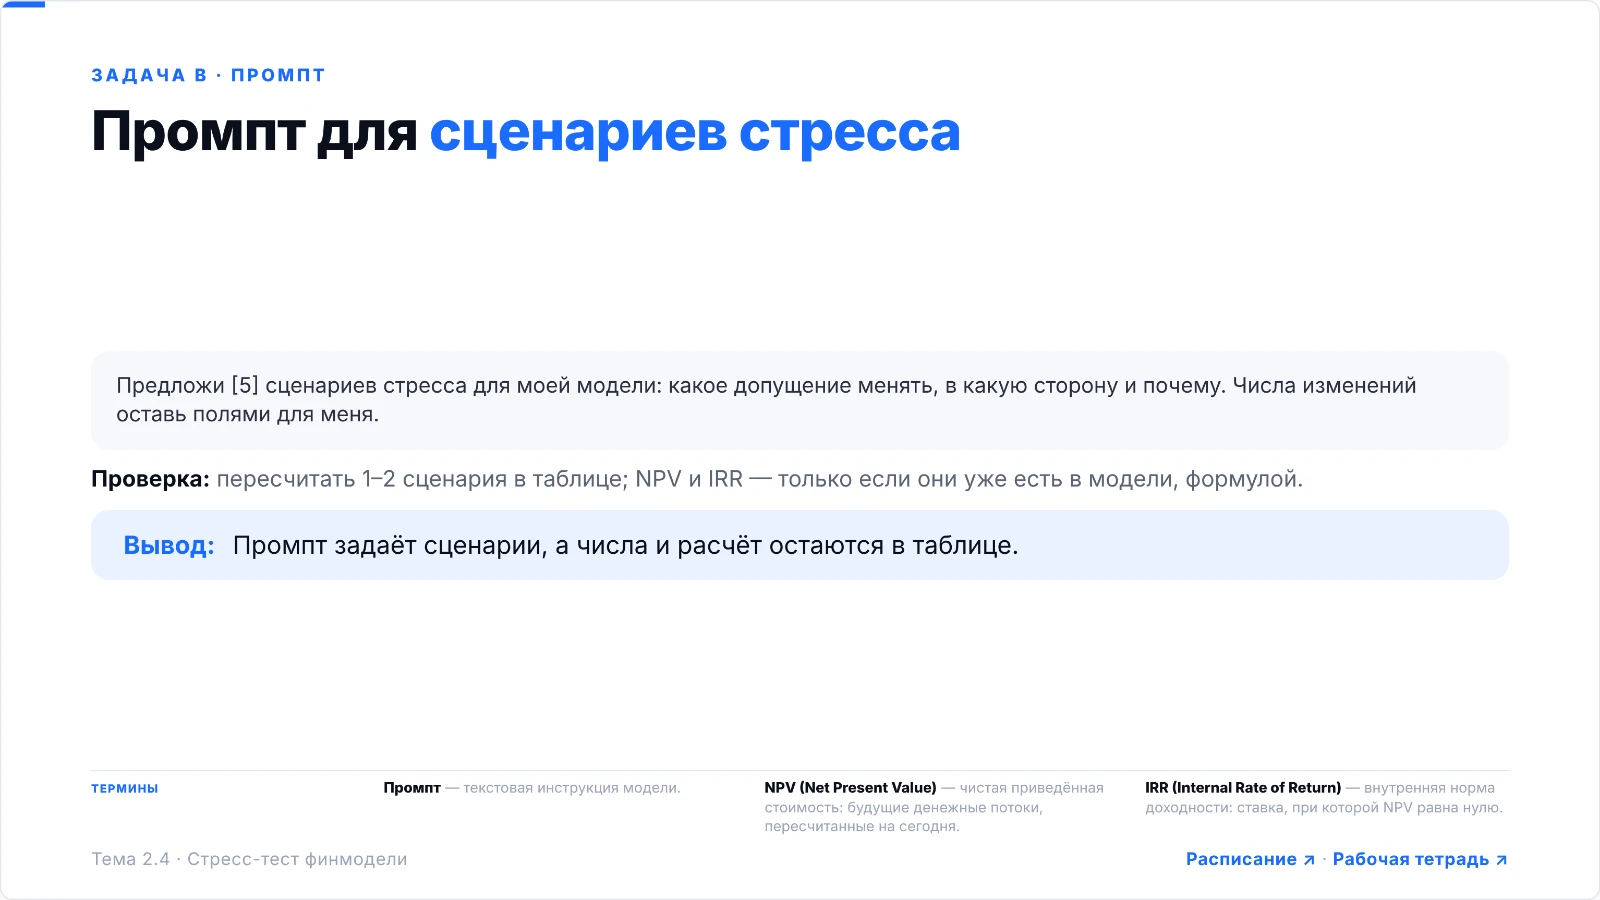 ЗАДАЧА В · ПРОМПТ
Промпт для сценариев стресса
Предложи [5] сценариев стресса для моей модели: какое допущение менять, в какую сторону и почему. Числа изменений
оставь полями для меня.
Проверка: пересчитать 1–2 сценария в таблице; NPV и IRR — только если они уже есть в модели, формулой.
Вывод: Промпт задаёт сценарии, а числа и расчёт остаются в таблице.
ТЕРМИНЫ
Промпт — текстовая инструкция модели.
NPV (Net Present Value) — чистая приведённая
стоимость: будущие денежные потоки,
пересчитанные на сегодня.
IRR (Internal Rate of Return) — внутренняя норма
доходности: ставка, при которой NPV равна нулю.
Тема 2.4 · Стресс-тест финмодели
Расписание ↗ · Рабочая тетрадь ↗